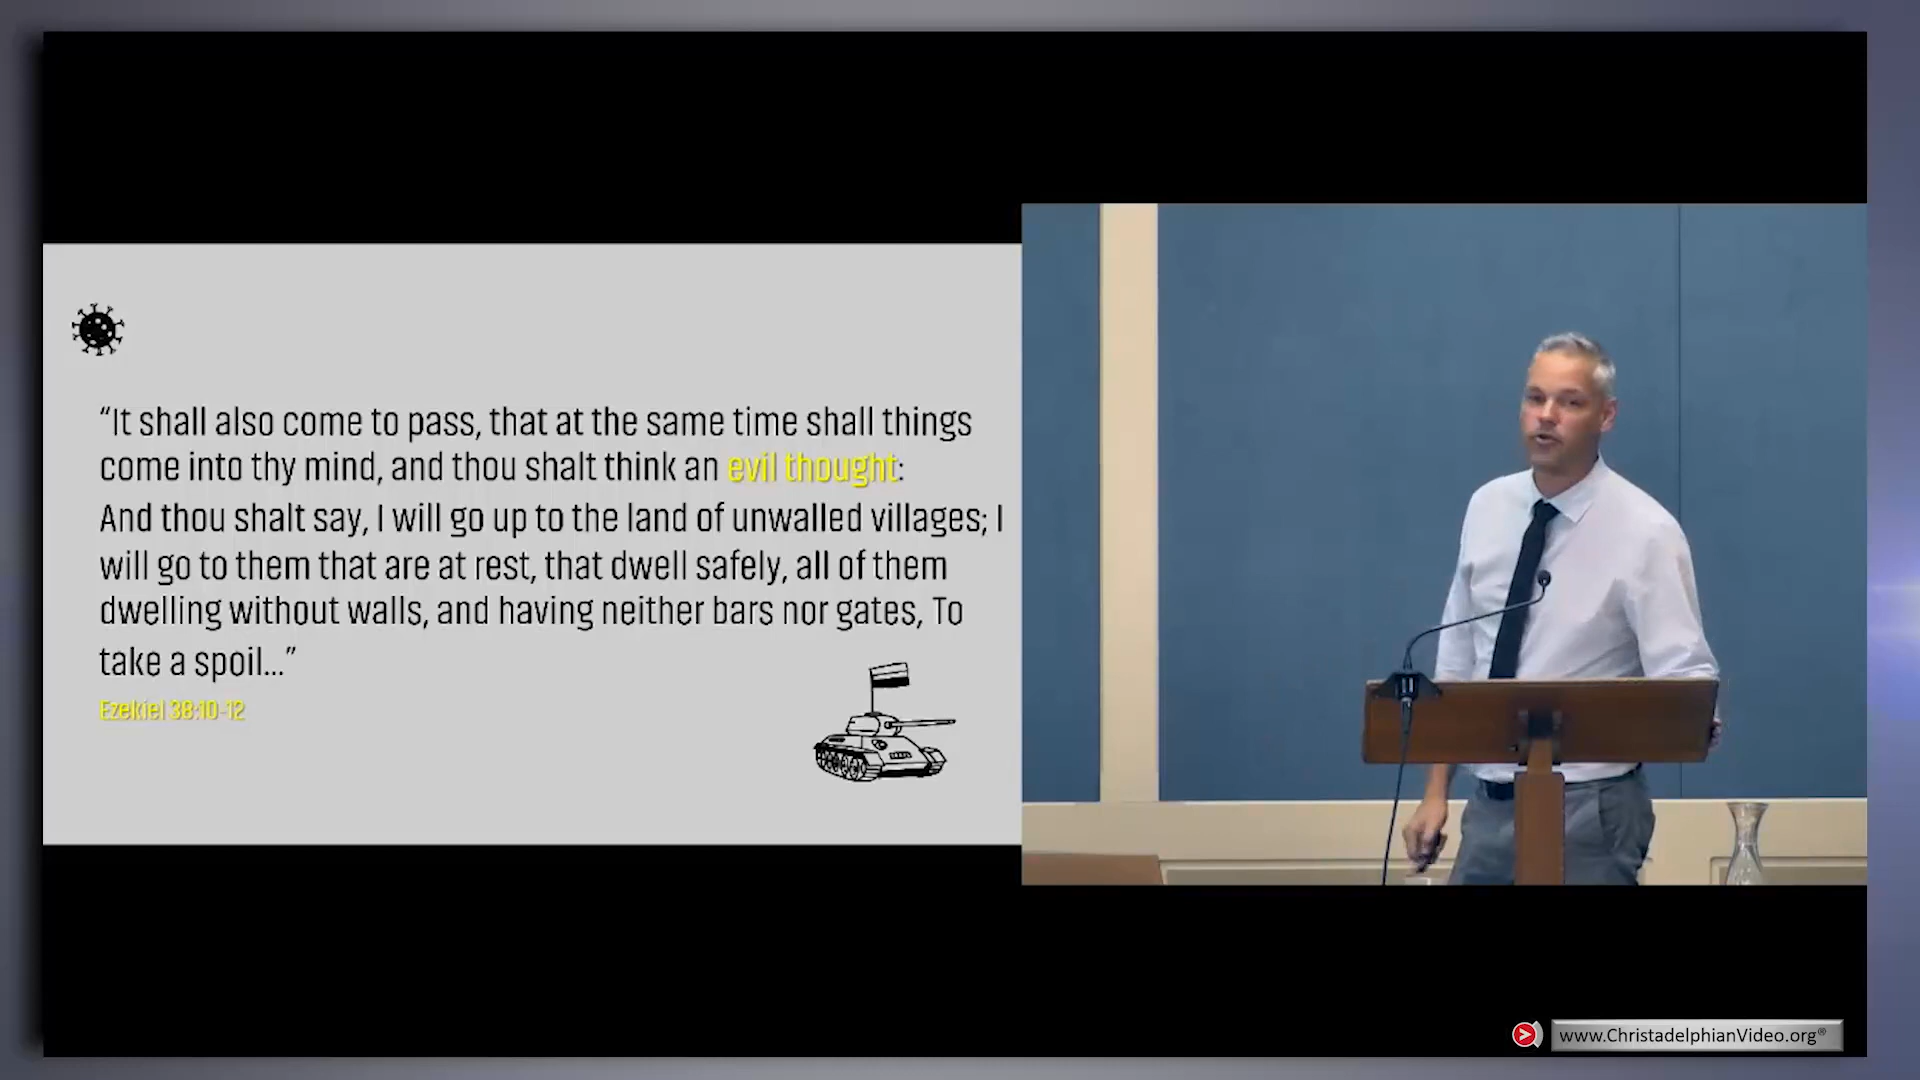 “It shall also come to pass, that at the same time shall things
come into thy mind, and thou shalt think an evil thought:
And thou shalt say, I will go up to the land of unwalled villages; I
will go to them that are at rest, that dwell safely, all of them
dwelling without walls, and having neither bars nor gates, To
take a spoil...”
Ezekiel 38:10-12
www.ChristadelphianVideo.org®